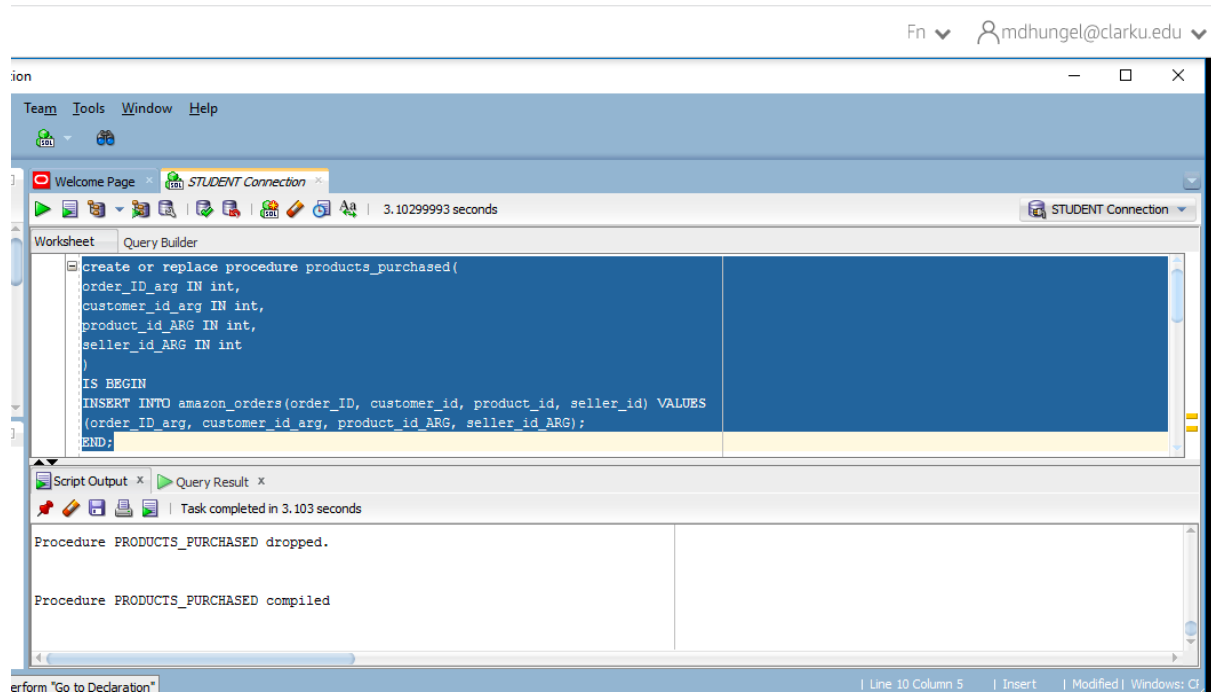 Fn mdhungel@clarku.edu
tion
Team Tools Window Help
Welcome Page STUDENT Connection
3.10299993 seconds STUDENT Connection
Worksheet Query Builder
create or replace procedure products_purchased(
order_ID_arg IN int,
customer_id_arg IN int,
product_id_ARG IN int,
seller_id_ARG IN int
)
IS BEGIN
INSERT INTO amazon_orders(order_ID, customer_id, product_id, seller_id) VALUES
(order_ID_arg, customer_id_arg, product_id_ARG, seller_id_ARG);
END;
Script Output x Query Result x
Task completed in 3.103 seconds
Procedure PRODUCTS_PURCHASED dropped.
Procedure PRODUCTS_PURCHASED compiled
erform "Go to Declaration" | Line 10 Column 5 | Insert | Modified | Windows: CF